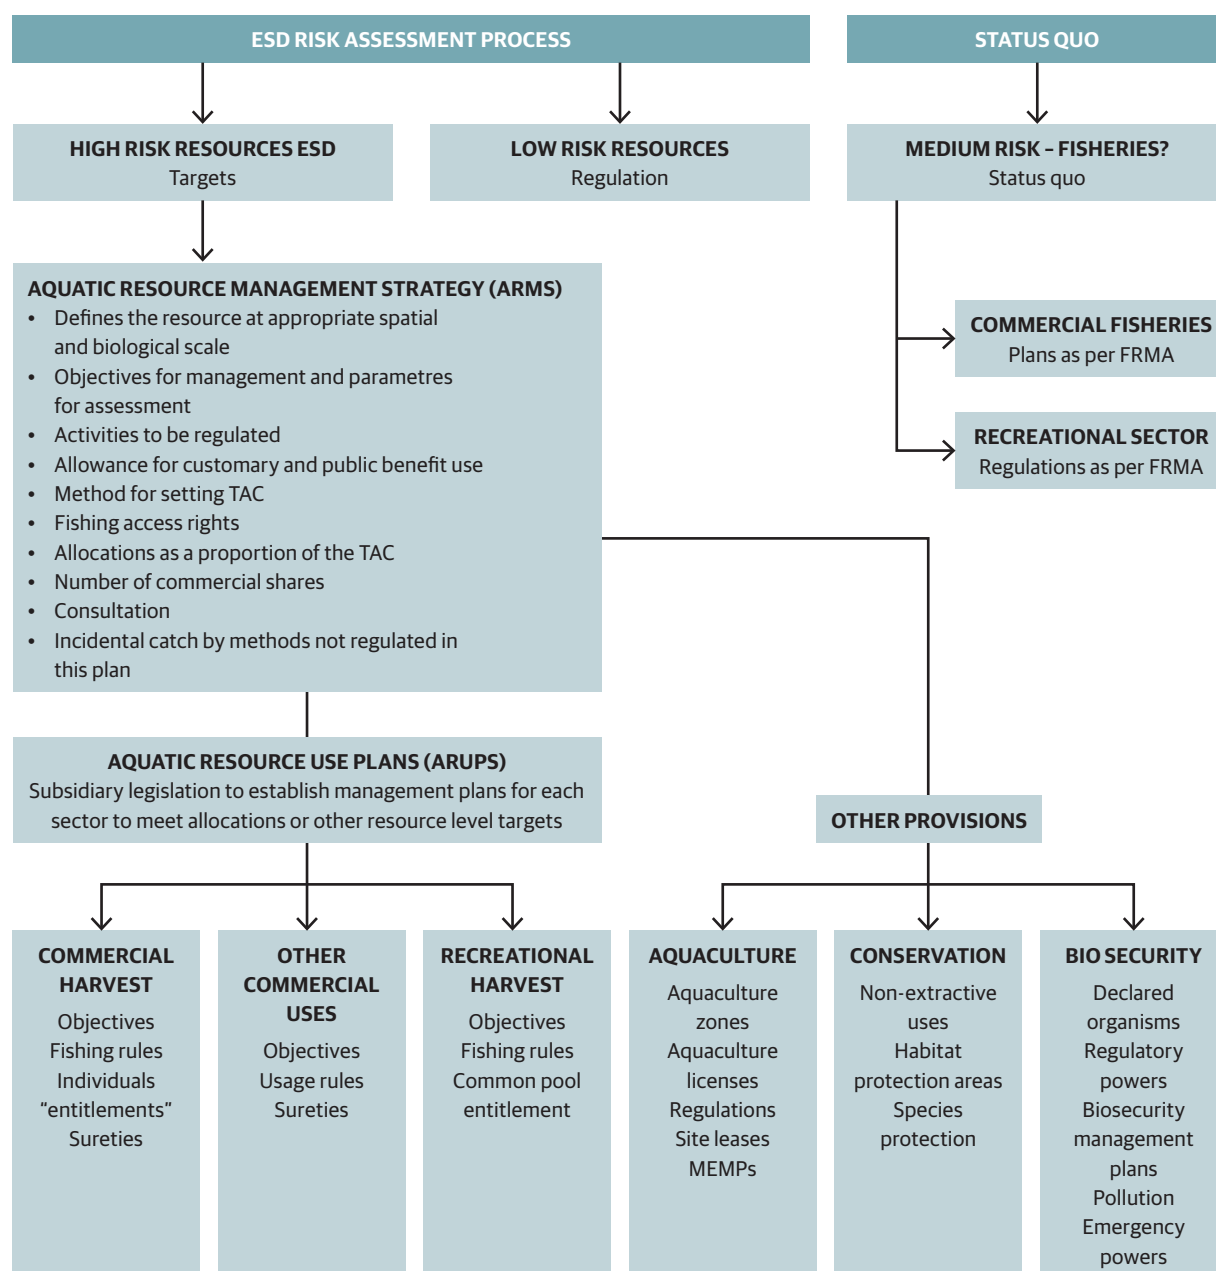 ESD RISK ASSESSMENT PROCESS
STATUS QUO
HIGH RISK RESOURCES ESD
Targets
LOW RISK RESOURCES
Regulation
MEDIUM RISK – FISHERIES?
Status quo
AQUATIC RESOURCE MANAGEMENT STRATEGY (ARMS)
• Defines the resource at appropriate spatial
and biological scale
• Objectives for management and parametres
for assessment
• Activities to be regulated
• Allowance for customary and public benefit use
• Method for setting TAC
• Fishing access rights
• Allocations as a proportion of the TAC
• Number of commercial shares
• Consultation
• Incidental catch by methods not regulated in
this plan
COMMERCIAL FISHERIES
Plans as per FRMA
RECREATIONAL SECTOR
Regulations as per FRMA
AQUATIC RESOURCE USE PLANS (ARUPS)
Subsidiary legislation to establish management plans for each
sector to meet allocations or other resource level targets
OTHER PROVISIONS
COMMERCIAL
HARVEST
Objectives
Fishing rules
Individuals
“entitlements”
Sureties
OTHER
COMMERCIAL
USES
Objectives
Usage rules
Sureties
RECREATIONAL
HARVEST
Objectives
Fishing rules
Common pool
entitlement
AQUACULTURE
Aquaculture
zones
Aquaculture
licenses
Regulations
Site leases
MEMPs
CONSERVATION
Non-extractive
uses
Habitat
protection areas
Species
protection
BIO SECURITY
Declared
organisms
Regulatory
powers
Biosecurity
management
plans
Pollution
Emergency
powers